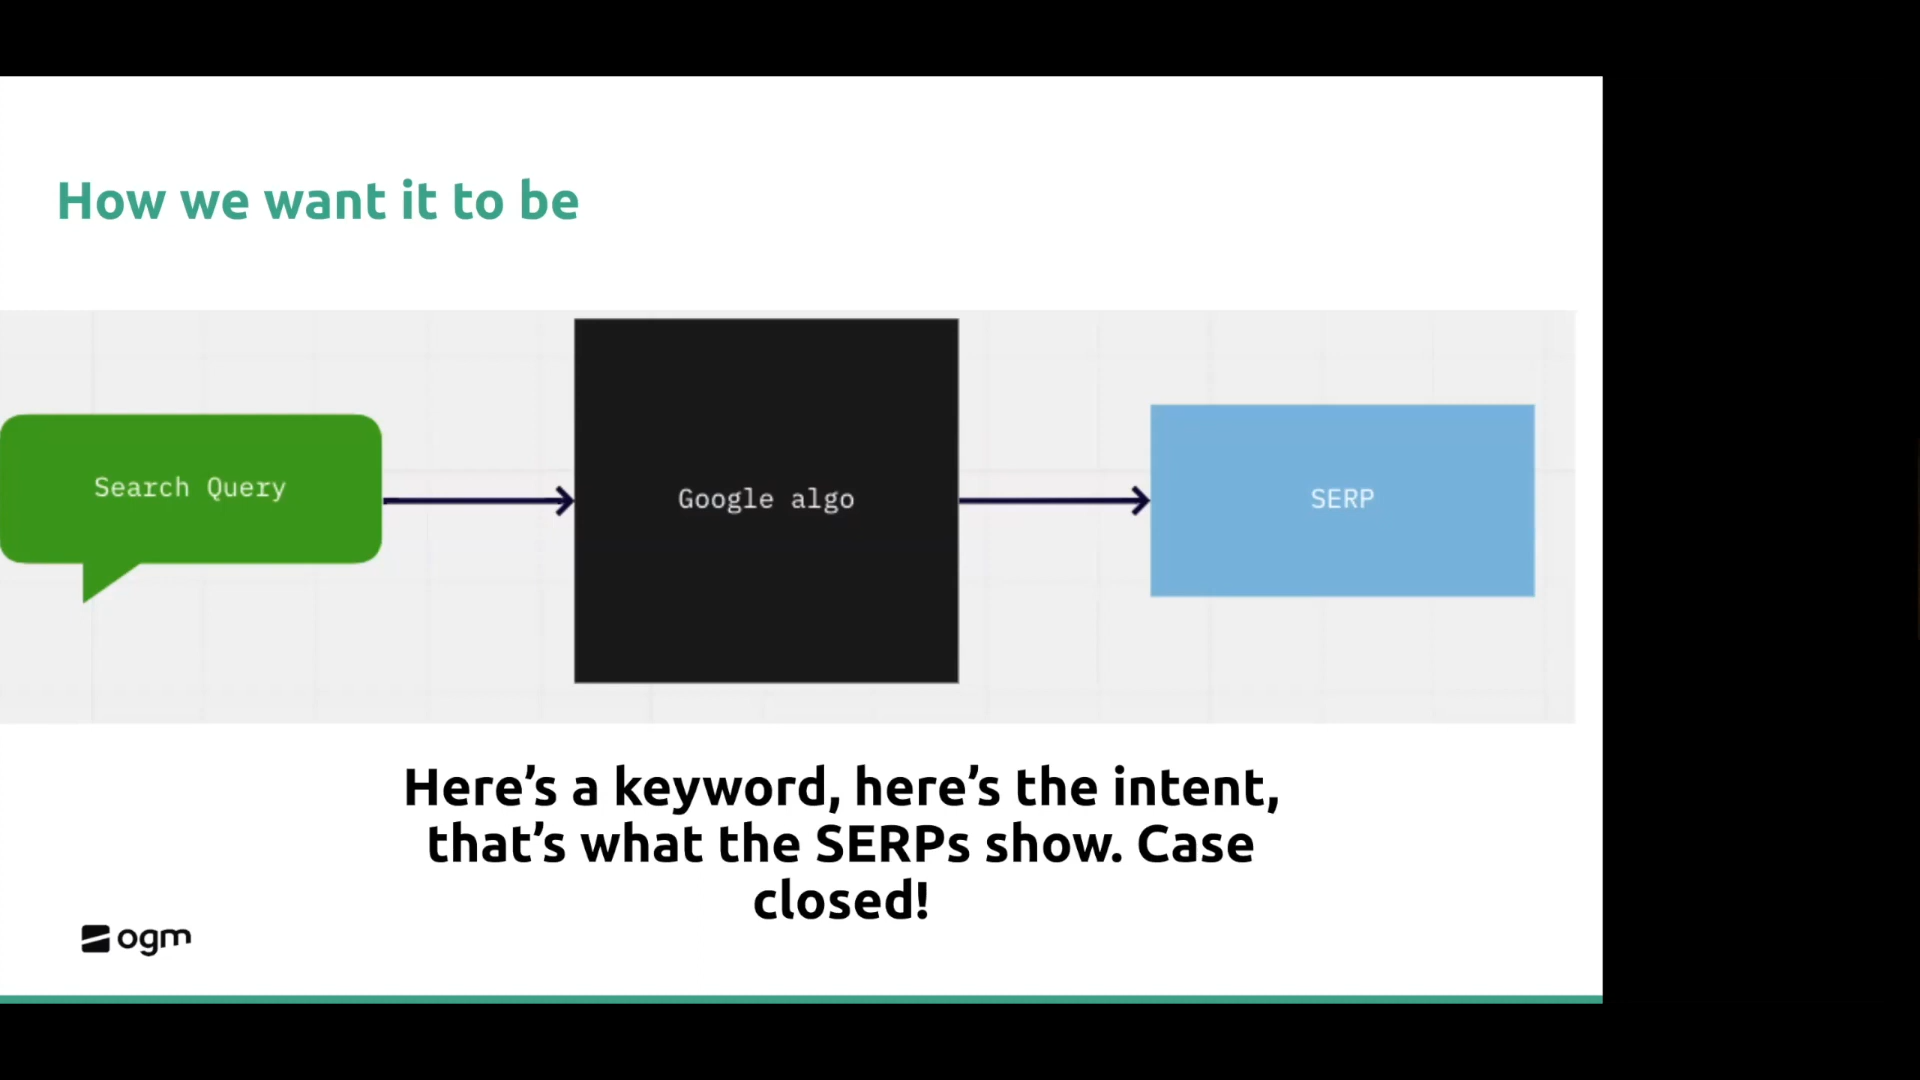 How we want it to be
Search Query
Google algo
SERP
Here’s a keyword, here’s the intent,
that’s what the SERPs show. Case
closed!
ogm